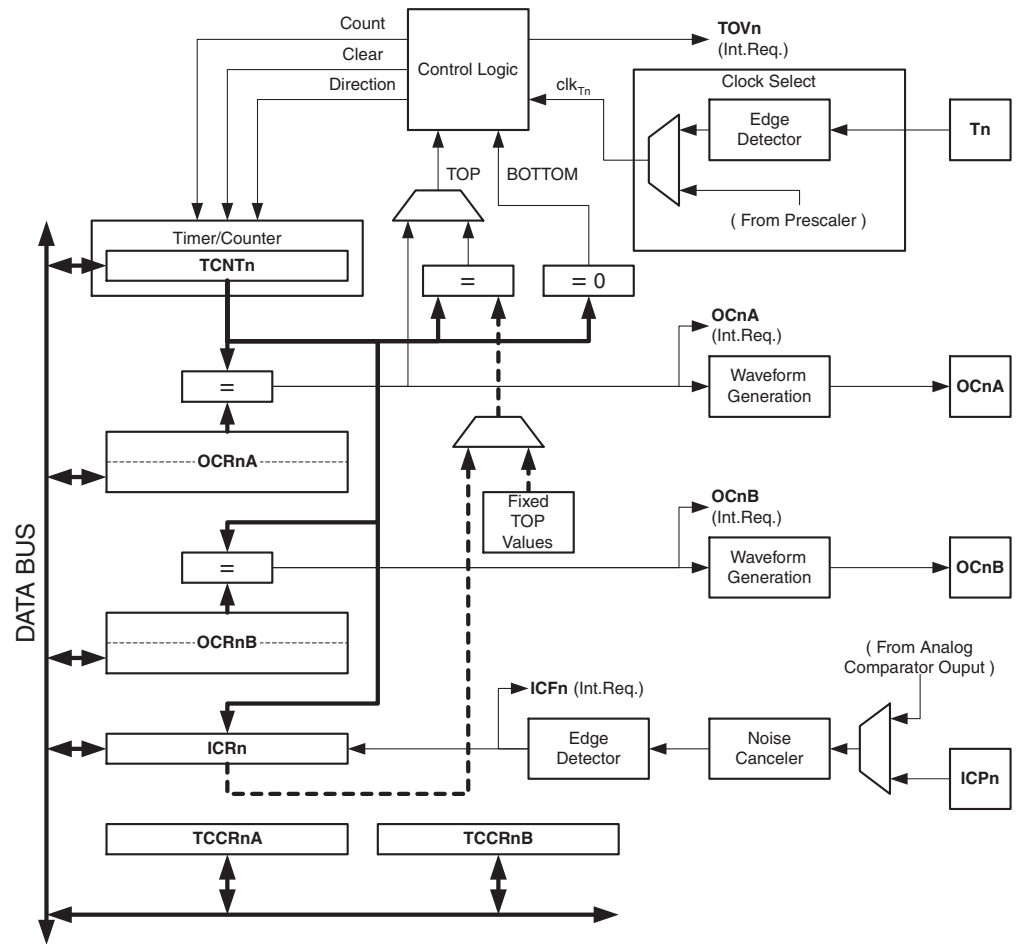 Count
Clear
Direction
Control Logic
TOVn
(Int.Req.)
clkTn
Clock Select
Edge
Detector
Tn
( From Prescaler )
TOP
BOTTOM
Timer/Counter
TCNTn
=
= 0
OCnA
(Int.Req.)
=
Waveform
Generation
OCnA
OCRnA
Fixed
TOP
Values
OCnB
(Int.Req.)
=
Waveform
Generation
OCnB
OCRnB
DATA BUS
( From Analog
Comparator Ouput )
ICFn (Int.Req.)
ICRn
Edge
Detector
Noise
Canceler
ICPn
TCCRnA
TCCRnB